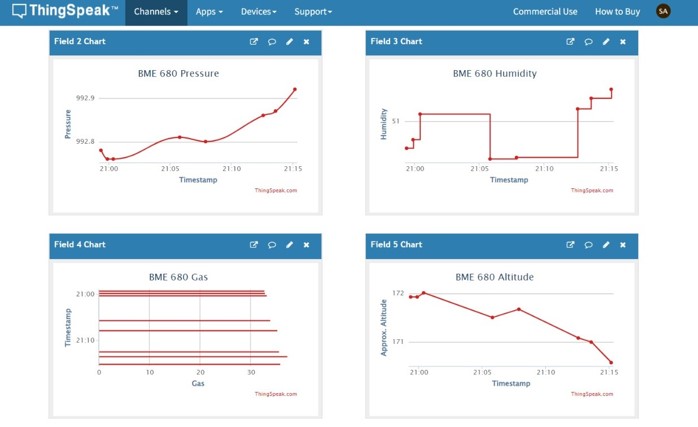 ThingSpeak™ Channels Apps Devices Support Commercial Use How to Buy SA
Field 2 Chart
BME 680 Pressure
Pressure
992.9
992.8
21:00 21:05 21:10 21:15
Timestamp
ThingSpeak.com
Field 3 Chart
BME 680 Humidity
Humidity
51
21:00 21:05 21:10 21:15
Timestamp
ThingSpeak.com
Field 4 Chart
BME 680 Gas
Timestamp
21:00
21:10
0 10 20 30
Gas
ThingSpeak.com
Field 5 Chart
BME 680 Altitude
Approx. Altitude
172
171
21:00 21:05 21:10 21:15
Timestamp
ThingSpeak.com